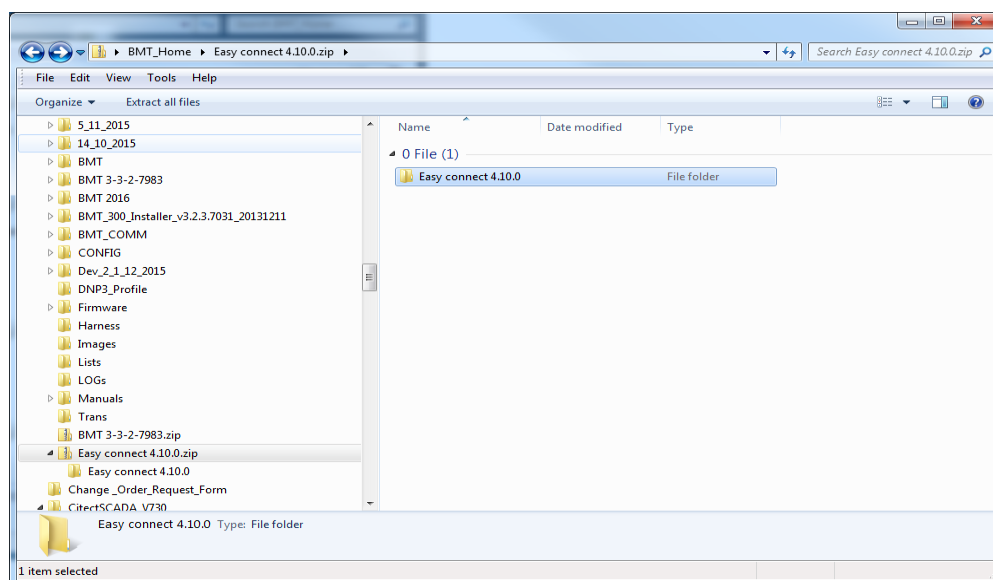 BMT_Home Easy connect 4.10.0.zip
Search Easy connect 4.10.0.zip
File Edit View Tools Help
Organize Extract all files
5_11_2015
14_10_2015
BMT
BMT 3-3-2-7983
BMT 2016
BMT_300_Installer_v3.2.3.7031_20131211
BMT_COMM
CONFIG
Dev_2_1_12_2015
DNP3_Profile
Firmware
Harness
Images
Lists
LOGs
Manuals
Trans
BMT 3-3-2-7983.zip
Easy connect 4.10.0.zip
Easy connect 4.10.0
Change _Order_Request_Form
CitectSCADA V730
Name Date modified Type
0 File (1)
Easy connect 4.10.0 File folder
Easy connect 4.10.0 Type: File folder
1 item selected